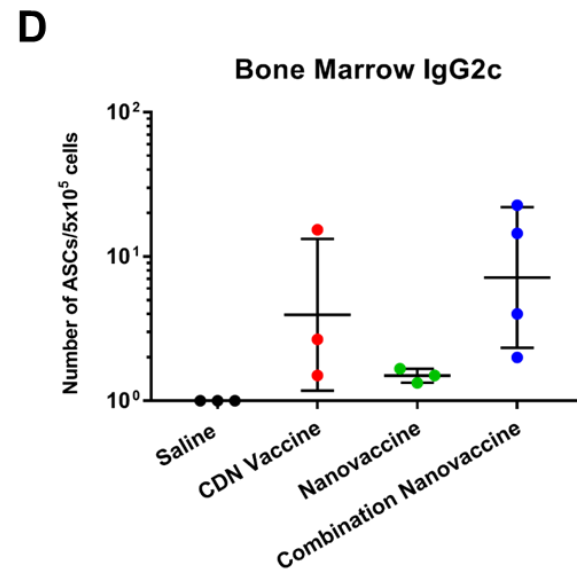 D
Bone Marrow IgG2c
Number of ASCs/5x10⁵ cells
10²
10¹
10⁰
Saline
CDN Vaccine
Nanovaccine
Combination Nanovaccine